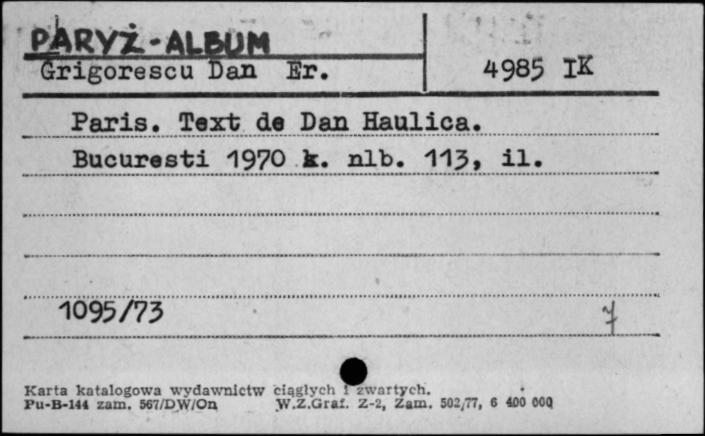 PARYŻ-ALBUM
Grigorescu Dan Er. 4985 IK
Paris. Text de Dan Haulica.
Bucuresti 1970 k. nlb. 113, il.
1095/73 7
Karta katalogowa wydawnictw ciągłych i zwartych.
Pu-B-144 zam. 567/DW/On W.Z.Graf. Z-2, Zam. 502/77, 6 400 000